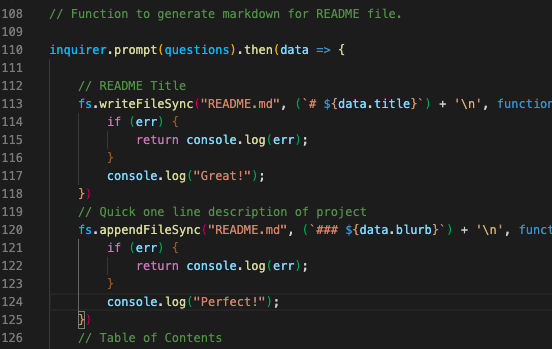 108 // Function to generate markdown for README file.
109
110 inquirer.prompt(questions).then(data => {
111
112 // README Title
113 fs.writeFileSync("README.md", (`# ${data.title}`) + '\n', function
114 if (err) {
115 return console.log(err);
116 }
117 console.log("Great!");
118 })
119 // Quick one line description of project
120 fs.appendFileSync("README.md", (`### ${data.blurb}`) + '\n', funct
121 if (err) {
122 return console.log(err);
123 }
124 console.log("Perfect!");
125 })
126 // Table of Contents